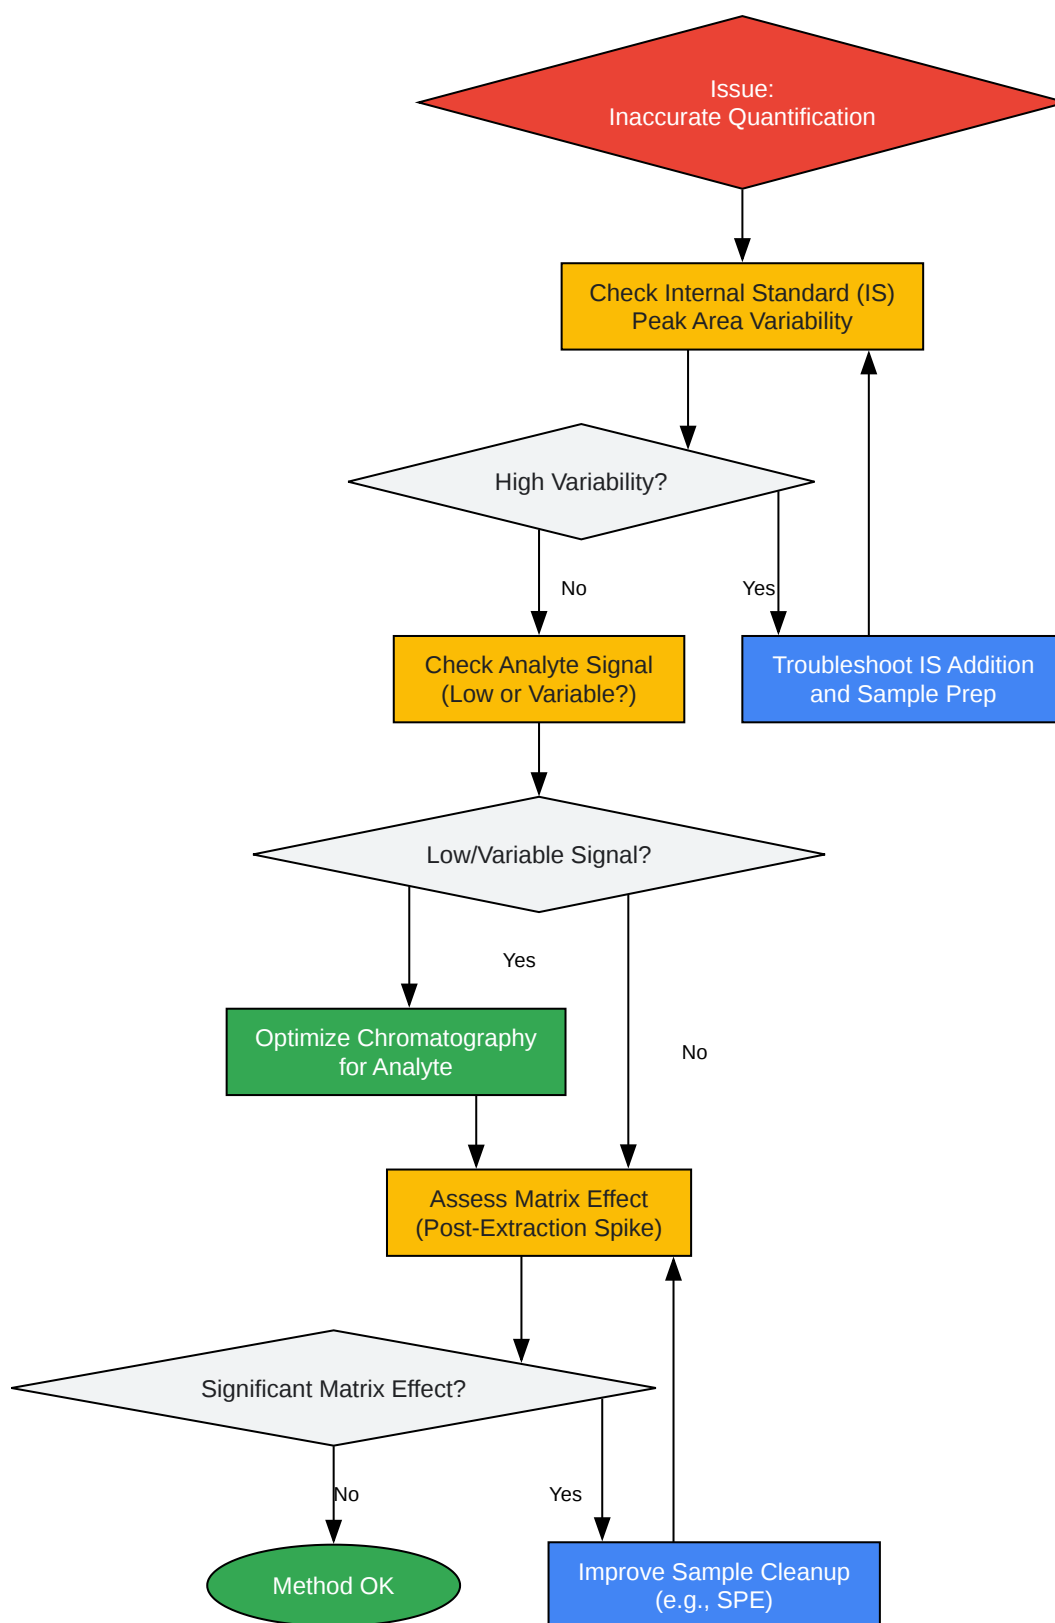 Issue:
Inaccurate Quantification
Check Internal Standard (IS)
Peak Area Variability
High Variability?
No
Yes
Check Analyte Signal
(Low or Variable?)
Troubleshoot IS Addition
and Sample Prep
Low/Variable Signal?
Yes
Optimize Chromatography
for Analyte
No
Assess Matrix Effect
(Post-Extraction Spike)
Significant Matrix Effect?
No
Yes
Method OK
Improve Sample Cleanup
(e.g., SPE)